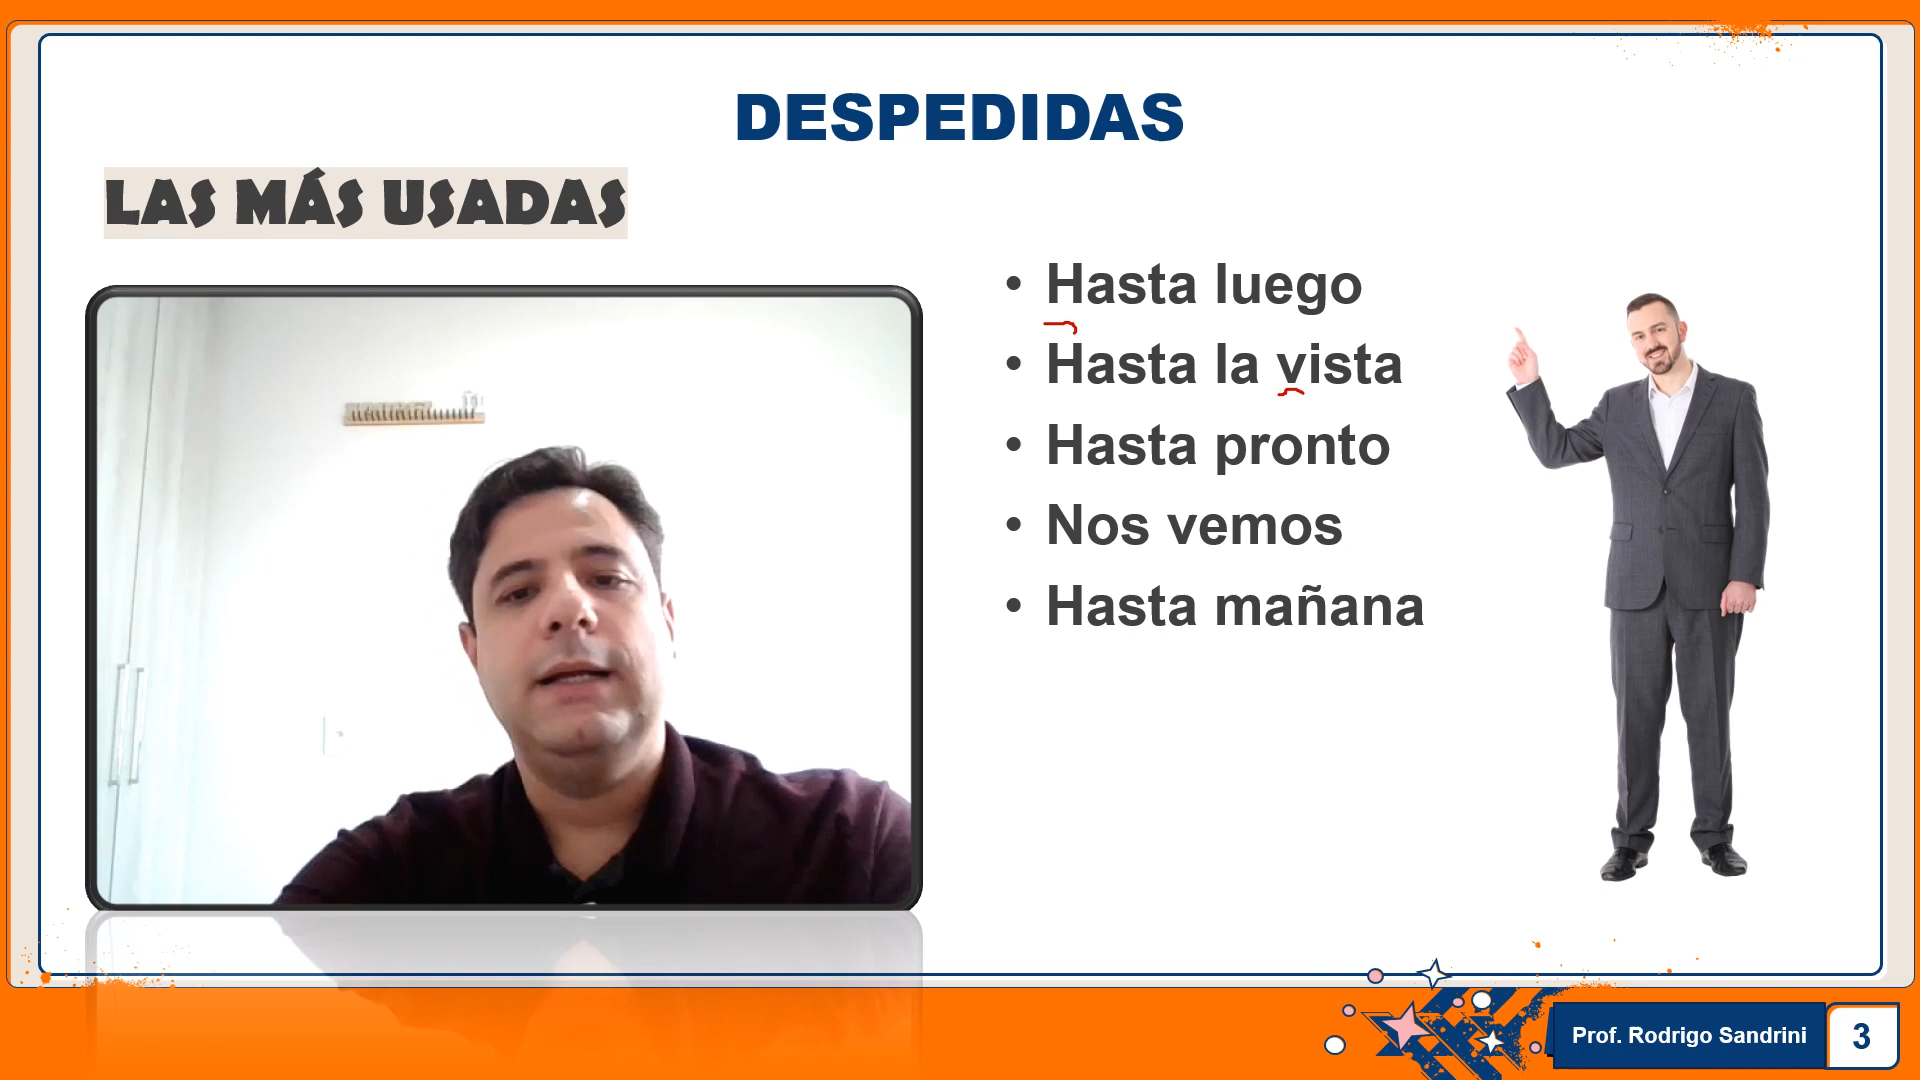 DESPEDIDAS
LAS MÁS USADAS
• Hasta luego
• Hasta la vista
• Hasta pronto
• Nos vemos
• Hasta mañana
Prof. Rodrigo Sandrini
3